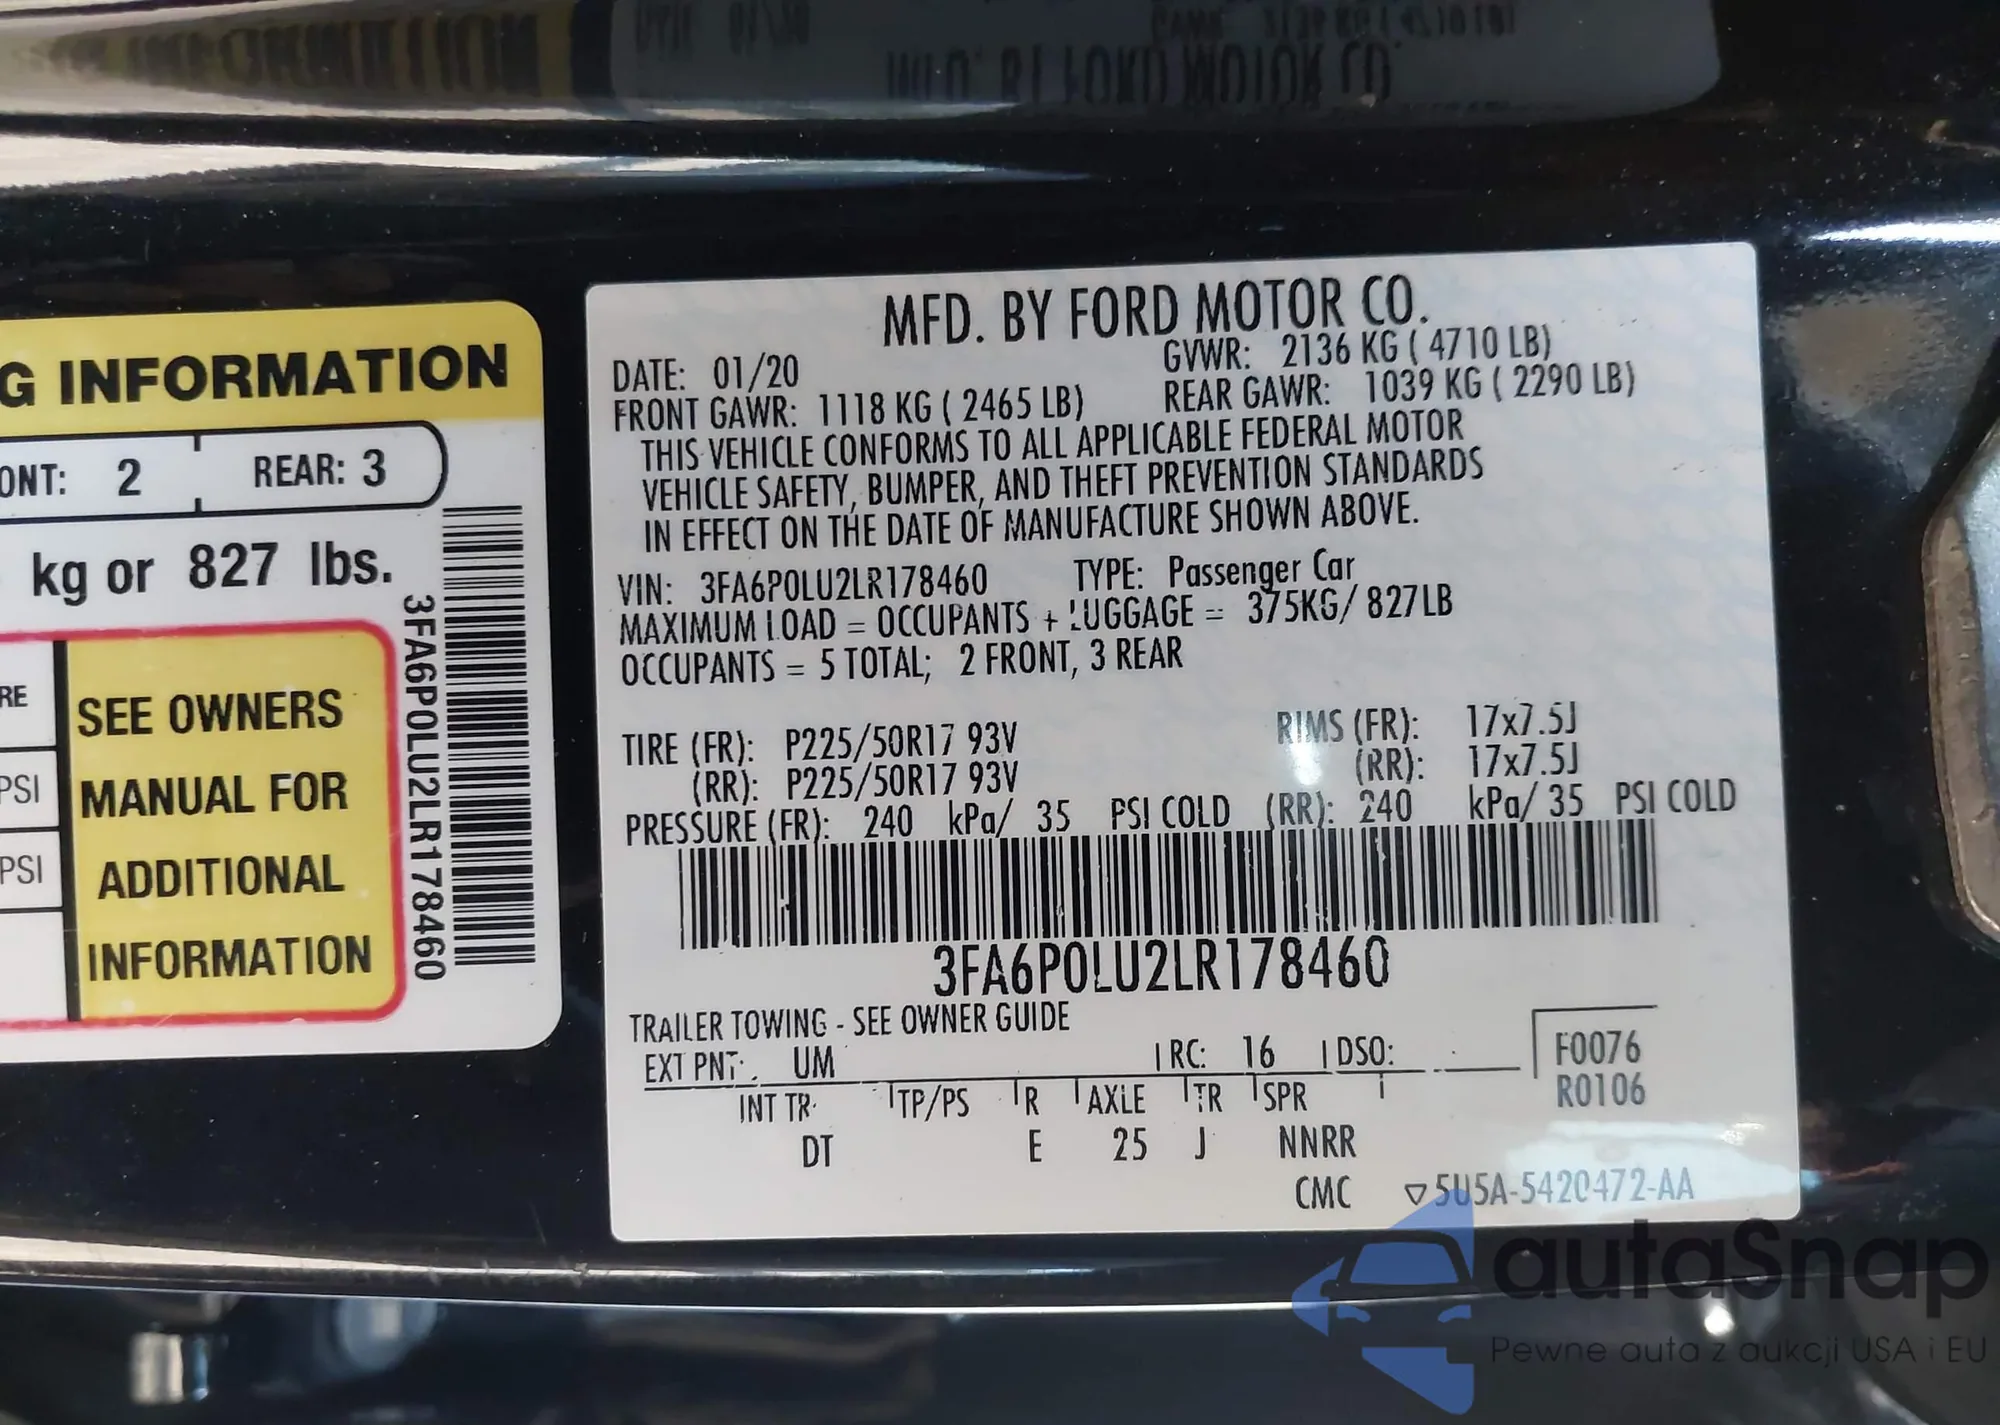 G INFORMATION
ONT: 2 REAR: 3
kg or 827 lbs.
RE
PSI
PSI
SEE OWNERS
MANUAL FOR
ADDITIONAL
INFORMATION
3FA6P0LU2LR178460
MFD. BY FORD MOTOR CO.
DATE: 01/20 GVWR: 2136 KG ( 4710 LB)
FRONT GAWR: 1118 KG ( 2465 LB) REAR GAWR: 1039 KG ( 2290 LB)
THIS VEHICLE CONFORMS TO ALL APPLICABLE FEDERAL MOTOR
VEHICLE SAFETY, BUMPER, AND THEFT PREVENTION STANDARDS
IN EFFECT ON THE DATE OF MANUFACTURE SHOWN ABOVE.
VIN: 3FA6P0LU2LR178460 TYPE: Passenger Car
MAXIMUM LOAD = OCCUPANTS + LUGGAGE = 375KG/ 827LB
OCCUPANTS = 5 TOTAL; 2 FRONT, 3 REAR
TIRE (FR): P225/50R17 93V RIMS (FR): 17x7.5J
(RR): P225/50R17 93V (RR): 17x7.5J
PRESSURE (FR): 240 kPa/ 35 PSI COLD (RR): 240 kPa/ 35 PSI COLD
3FA6P0LU2LR178460
TRAILER TOWING - SEE OWNER GUIDE
EXT PNT: UM RC: 16 DSO: F0076
R0106
INT TR TP/PS R AXLE TR SPR
DT E 25 J NNRR
CMC ▽5U5A-5420472-AA
autaSnap
Pewne auta z aukcji USA i EU